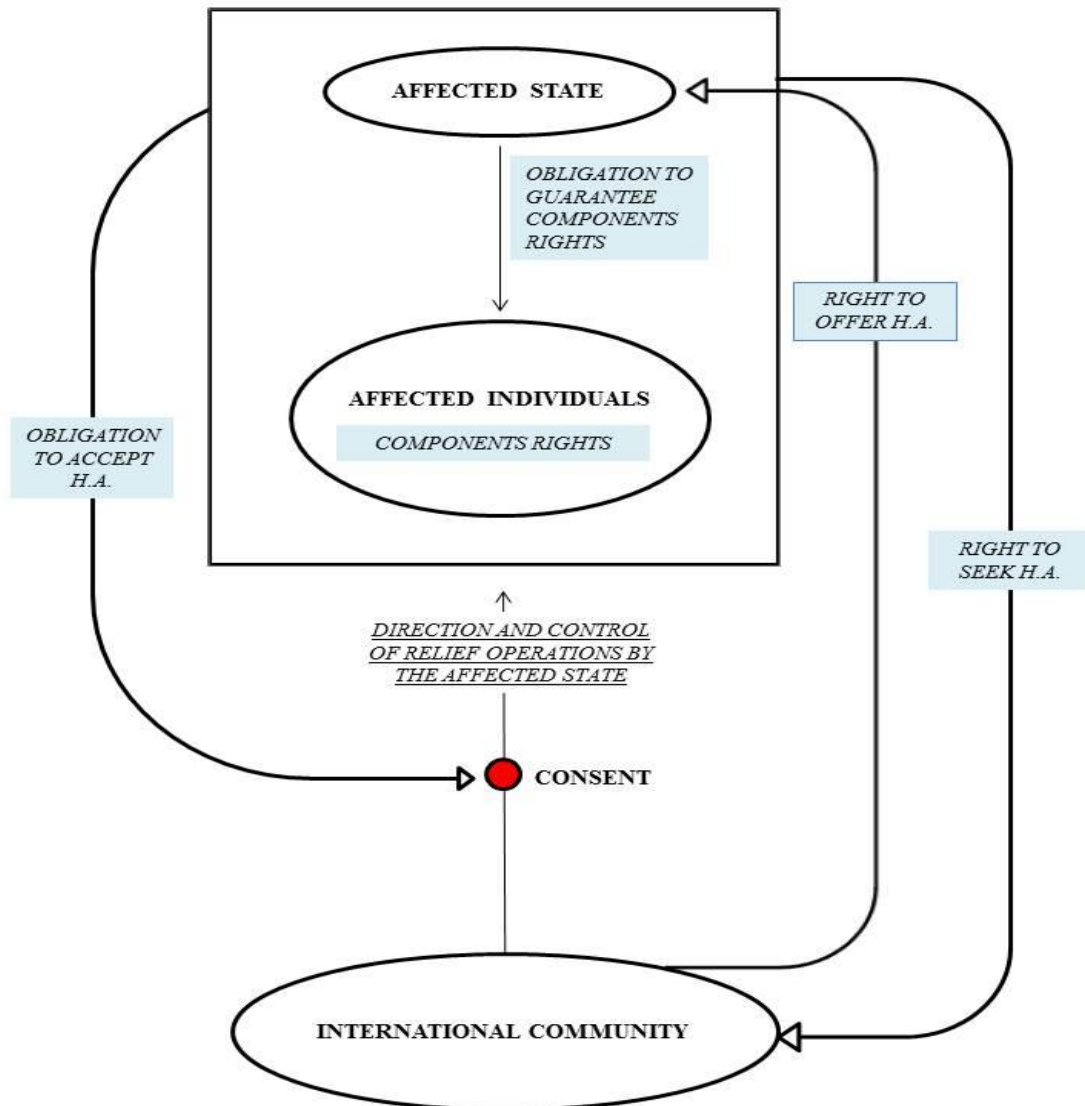 AFFECTED STATE
OBLIGATION TO
GUARANTEE
COMPONENTS
RIGHTS
RIGHT TO
OFFER H.A.
AFFECTED INDIVIDUALS
COMPONENTS RIGHTS
OBLIGATION
TO ACCEPT
H.A.
RIGHT TO
SEEK H.A.
DIRECTION AND CONTROL
OF RELIEF OPERATIONS BY
THE AFFECTED STATE
CONSENT
INTERNATIONAL COMMUNITY